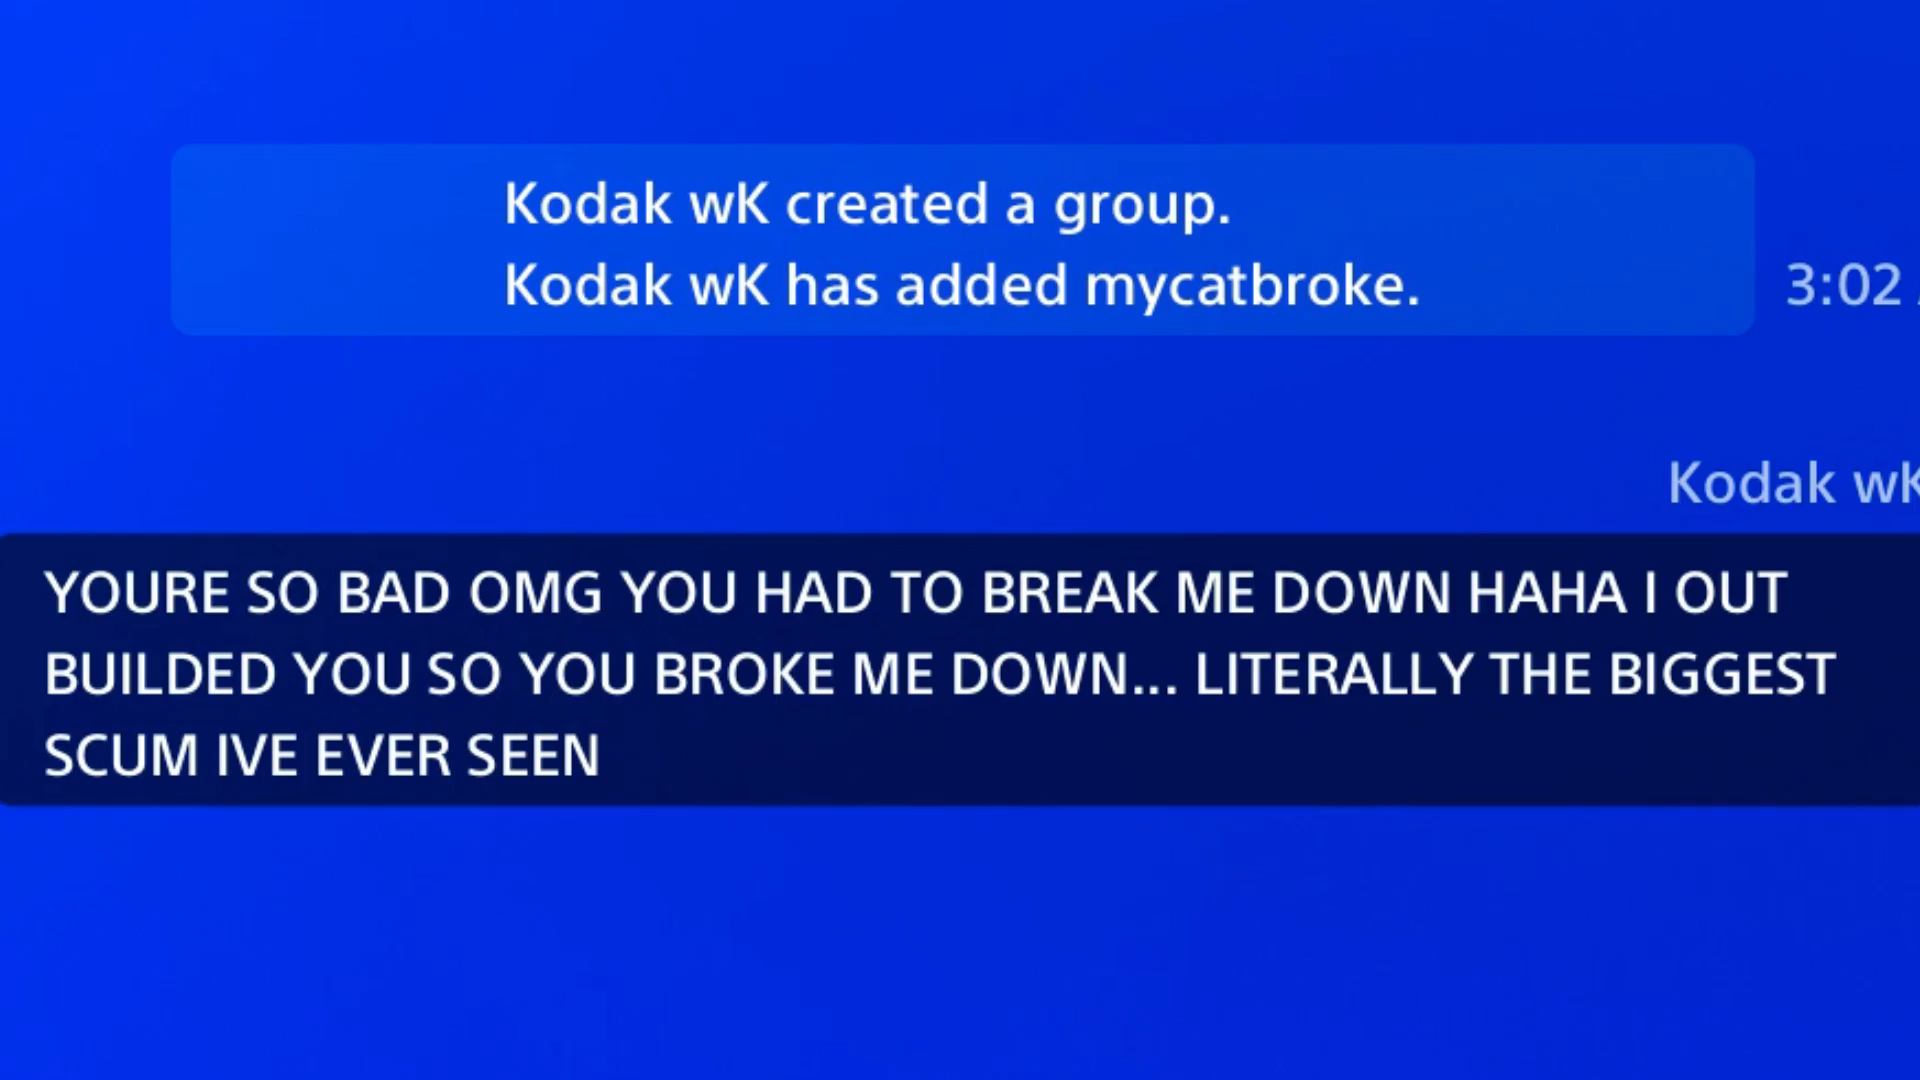 Kodak wK created a group.
Kodak wK has added mycatbroke.
3:02
Kodak wK
YOURE SO BAD OMG YOU HAD TO BREAK ME DOWN HAHA I OUT
BUILDED YOU SO YOU BROKE ME DOWN... LITERALLY THE BIGGEST
SCUM IVE EVER SEEN